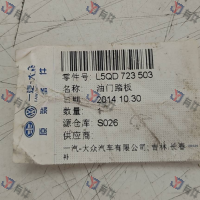 零件号: L5QD 723 503
名称: 油门踏板
日期: 2014 10 30
数量: 1
源仓库: S026
供应商:
一汽-大众汽车有限公司, 吉林, 长春